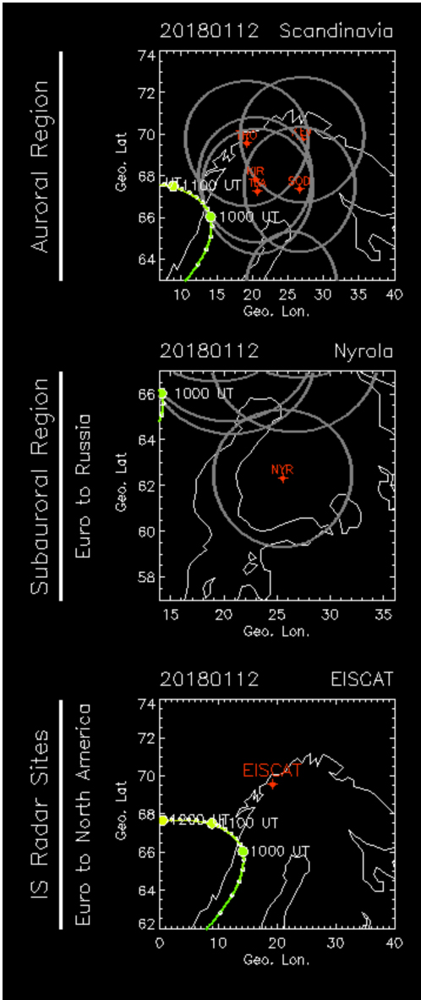 20180112 Scandinavia
Auroral Region
Geo. Lat
74
72
70
68
66
64
TRO
KEV
KIR
TJA
SOD
UT
1100 UT
1000 UT
10 15 20 25 30 35 40
Geo. Lon.
20180112 Nyrola
Subauroral Region
Euro to Russia
Geo. Lat
66
64
62
60
58
1000 UT
NYR
15 20 25 30 35
Geo. Lon.
20180112 EISCAT
IS Radar Sites
Euro to North America
Geo. Lat
74
72
70
68
66
64
62
EISCAT
1200 UT
1100 UT
1000 UT
0 10 20 30 40
Geo. Lon.